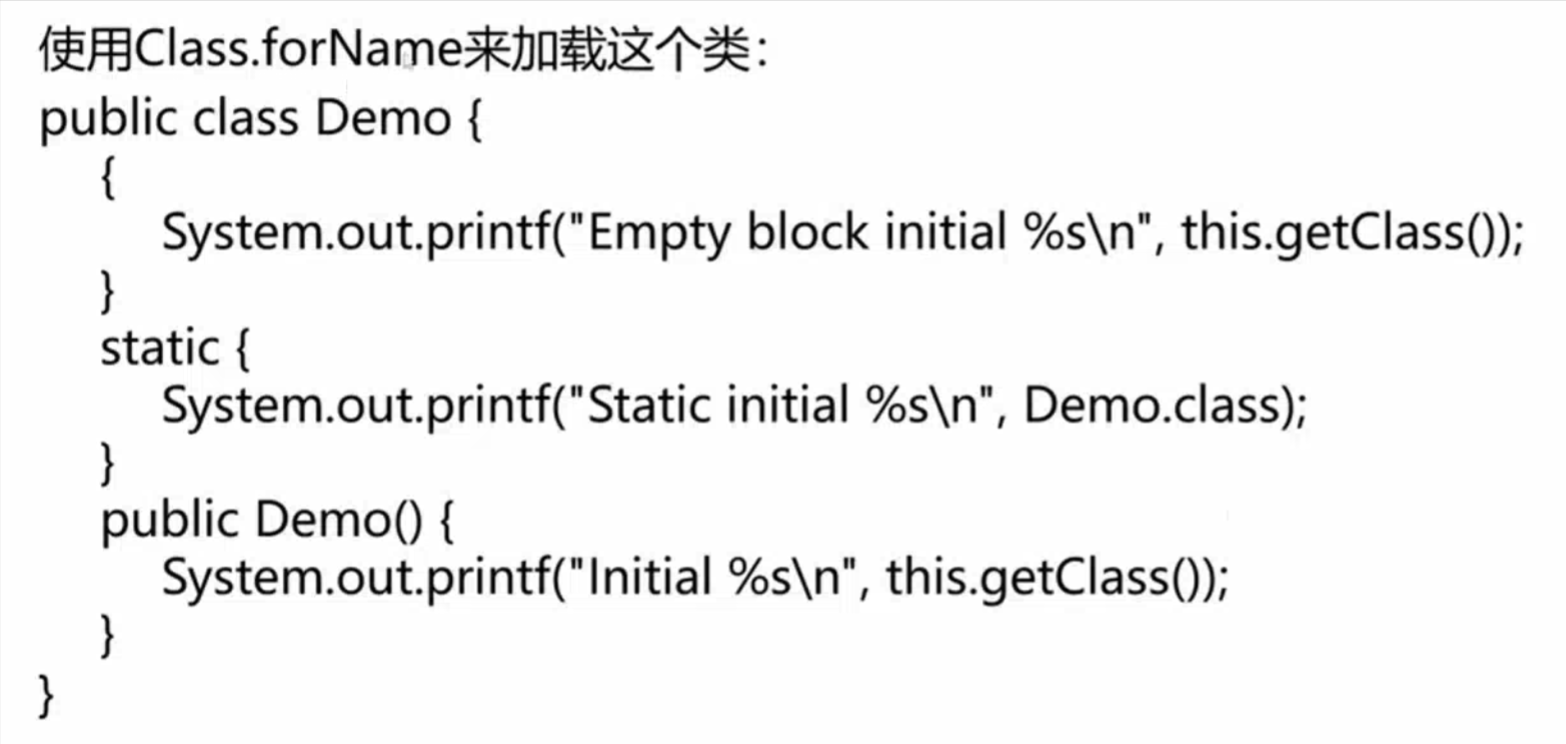 使用Class.forName来加载这个类：
public class Demo {
{
System.out.printf("Empty block initial %s\n", this.getClass());
}
static {
System.out.printf("Static initial %s\n", Demo.class);
}
public Demo() {
System.out.printf("Initial %s\n", this.getClass());
}
}